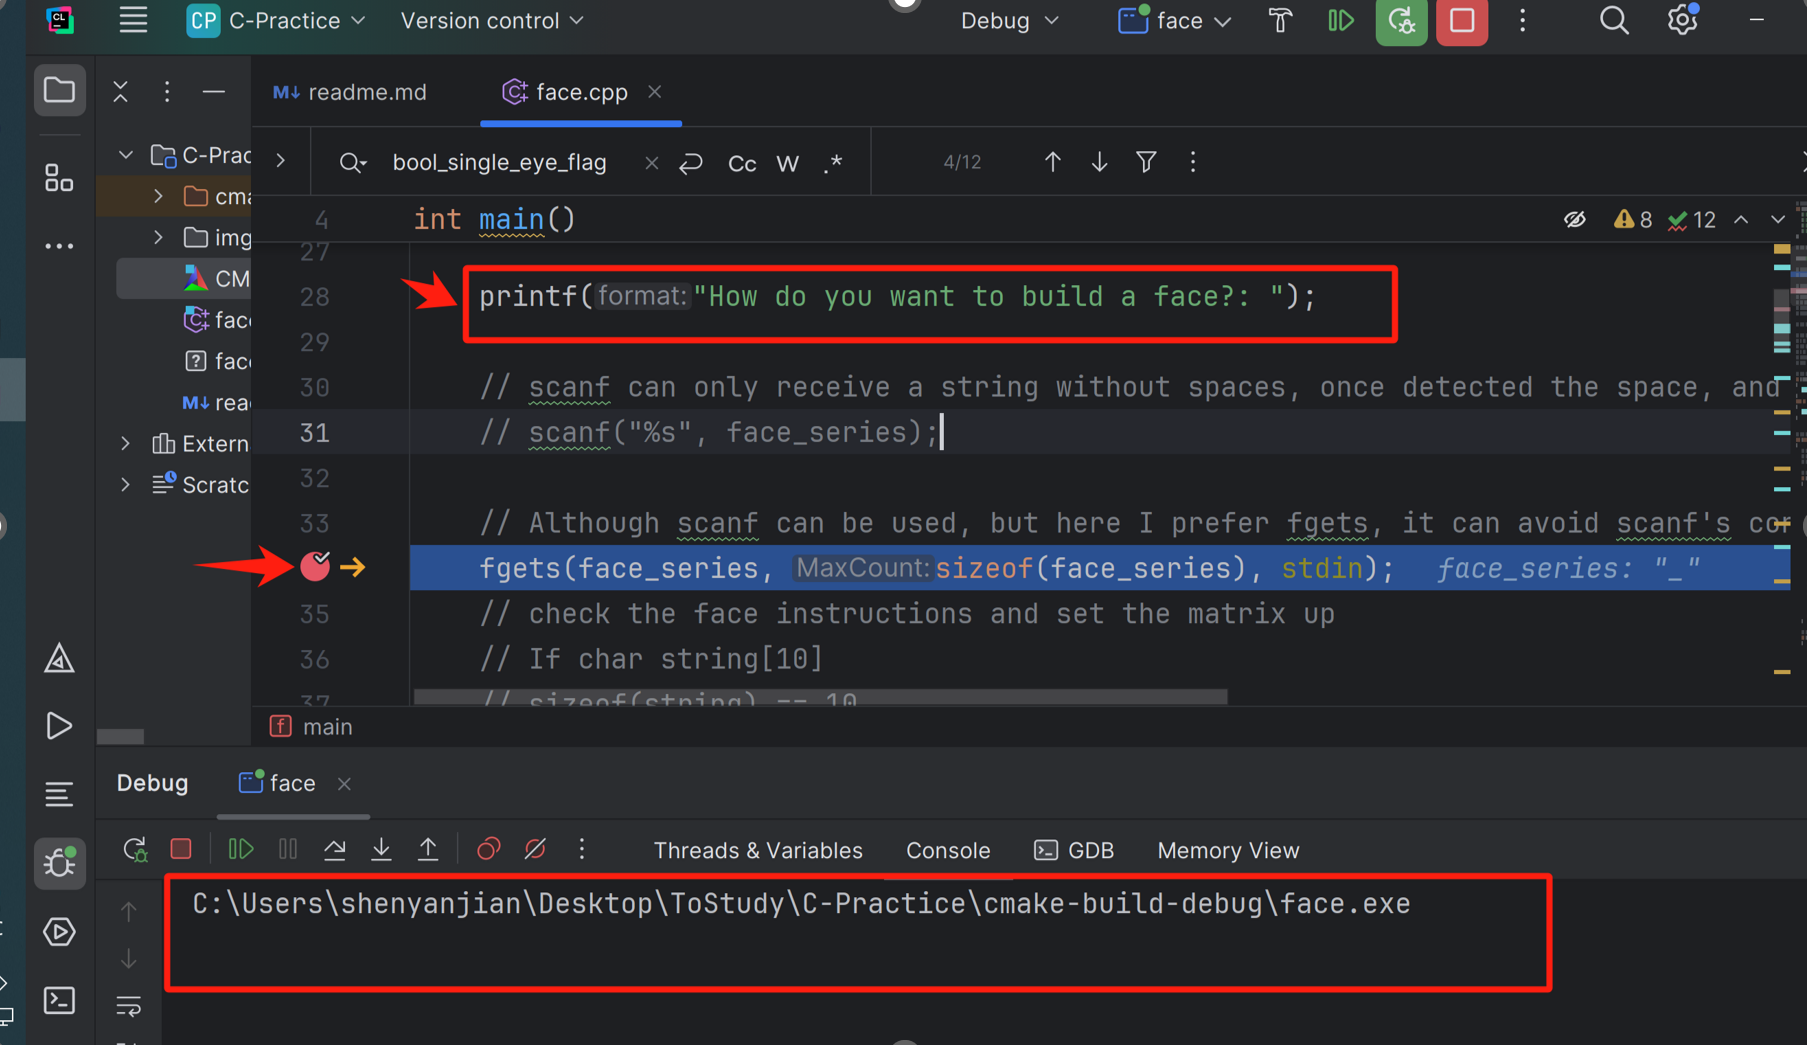 CL CP C-Practice Version control Debug face
readme.md face.cpp
C-Prac bool_single_eye_flag Cc W .* 4/12
cma 4 int main() 8 12
img 27
CM 28 printf(format:"How do you want to build a face?: ");
fac 29
fac 30 // scanf can only receive a string without spaces, once detected the space, and
rea 31 // scanf("%s", face_series);
Extern 32
Scratc 33 // Although scanf can be used, but here I prefer fgets, it can avoid scanf's
fgets(face_series, MaxCount:sizeof(face_series), stdin); face_series: "_"
35 // check the face instructions and set the matrix up
36 // If char string[10]
37 // sizeof(string) == 10
f main
Debug face
Threads & Variables Console GDB Memory View
C:\Users\shenyanjian\Desktop\ToStudy\C-Practice\cmake-build-debug\face.exe